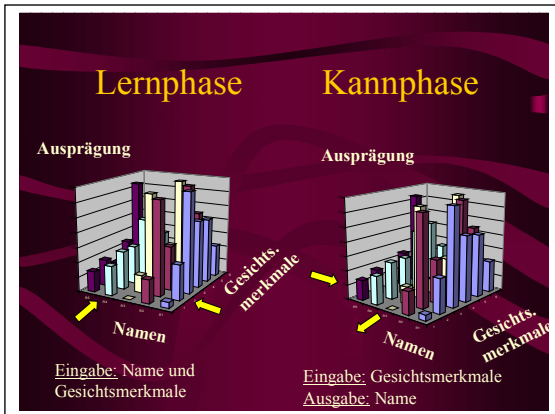 Lernphase
Kannphase
Ausprägung
Ausprägung
Gesichts.
merkmale
Namen
Gesichts.
merkmale
Namen
Eingabe: Name und
Gesichtsmerkmale
Eingabe: Gesichtsmerkmale
Ausgabe: Name